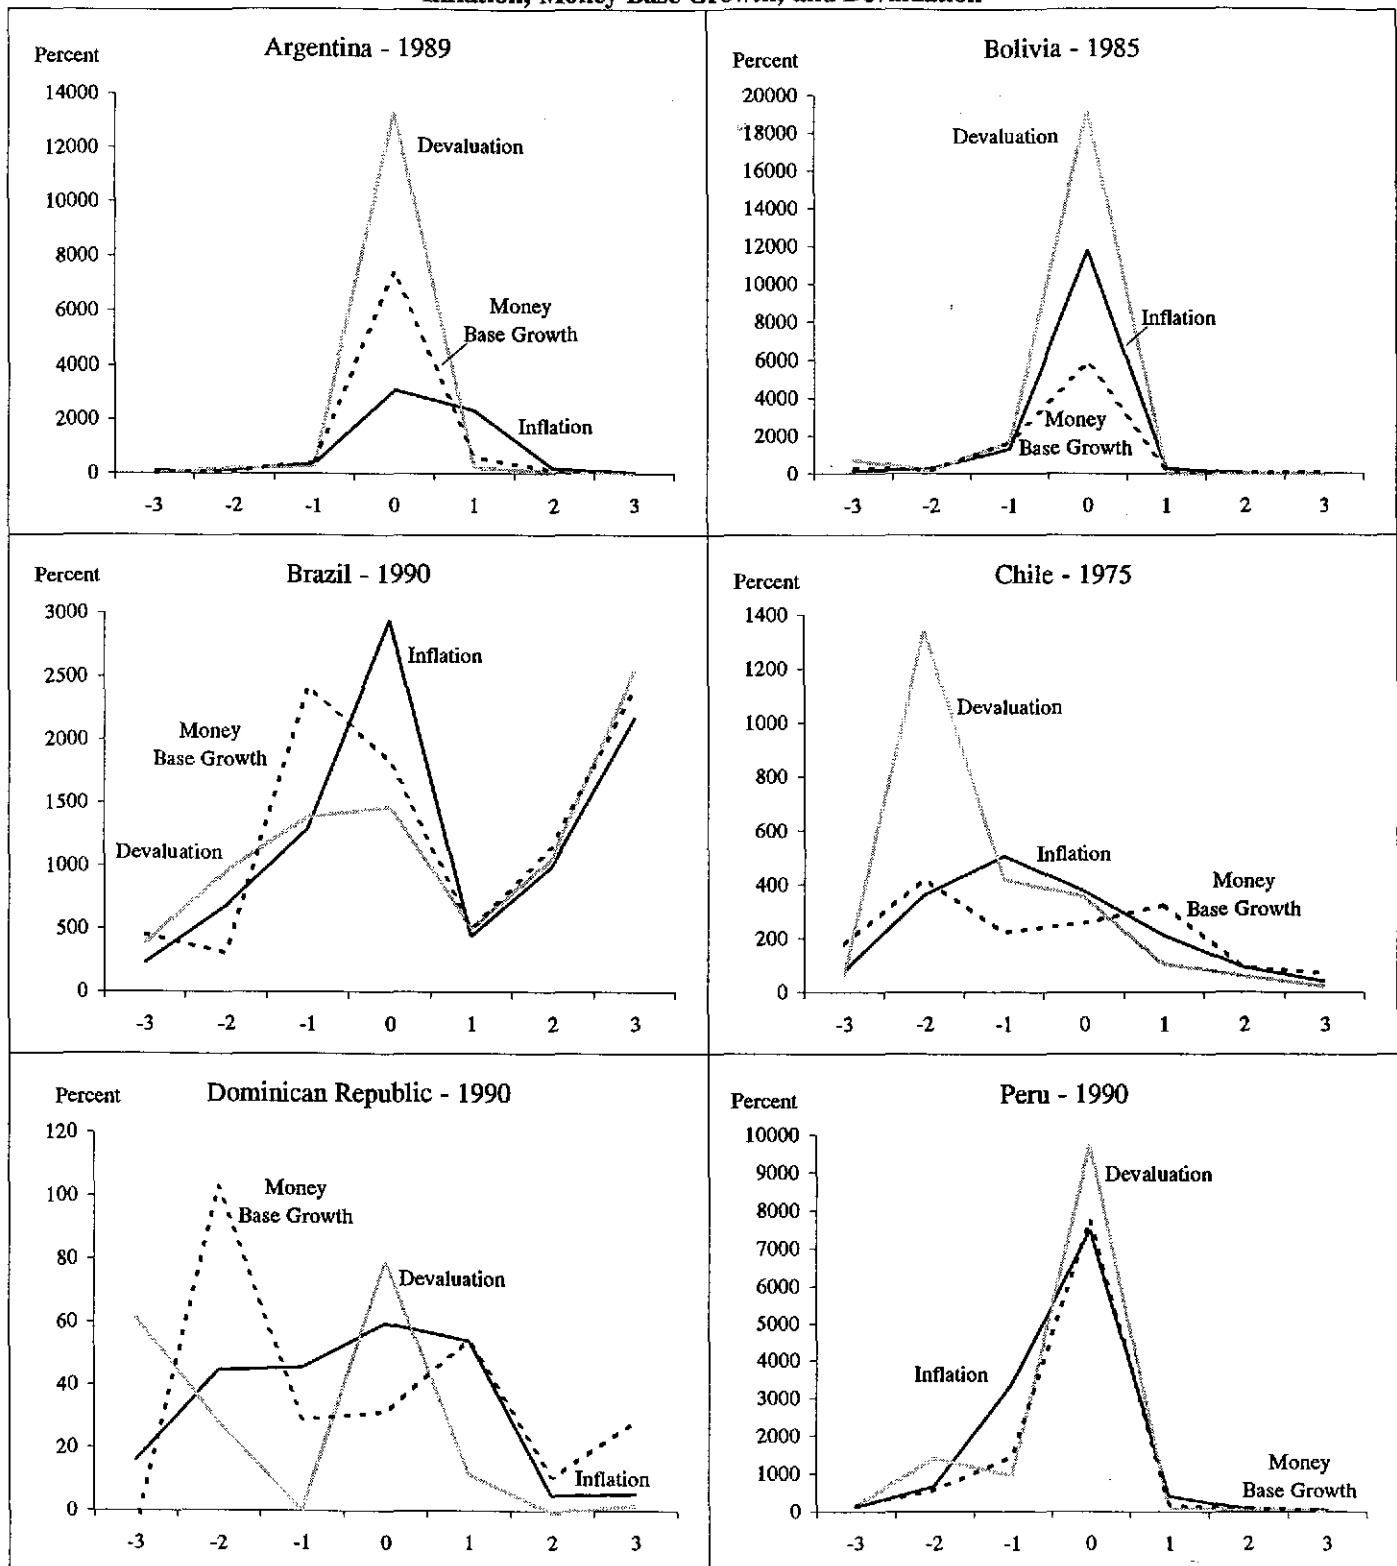 Inflation, Money Base Growth, and Devaluation
Argentina - 1989
Percent
14000
12000
10000
8000
6000
4000
2000
0
Devaluation
Money
Base Growth
Inflation
-3 -2 -1 0 1 2 3
Bolivia - 1985
Percent
20000
18000
16000
14000
12000
10000
8000
6000
4000
2000
0
Devaluation
Inflation
Money
Base Growth
-3 -2 -1 0 1 2 3
Brazil - 1990
Percent
3000
2500
2000
1500
1000
500
0
Inflation
Money
Base Growth
Devaluation
-3 -2 -1 0 1 2 3
Chile - 1975
Percent
1400
1200
1000
800
600
400
200
0
Devaluation
Inflation
Money
Base Growth
-3 -2 -1 0 1 2 3
Dominican Republic - 1990
Percent
120
100
80
60
40
20
0
Money
Base Growth
Devaluation
Inflation
-3 -2 -1 0 1 2 3
Peru - 1990
Percent
10000
9000
8000
7000
6000
5000
4000
3000
2000
1000
0
Devaluation
Inflation
Money
Base Growth
-3 -2 -1 0 1 2 3